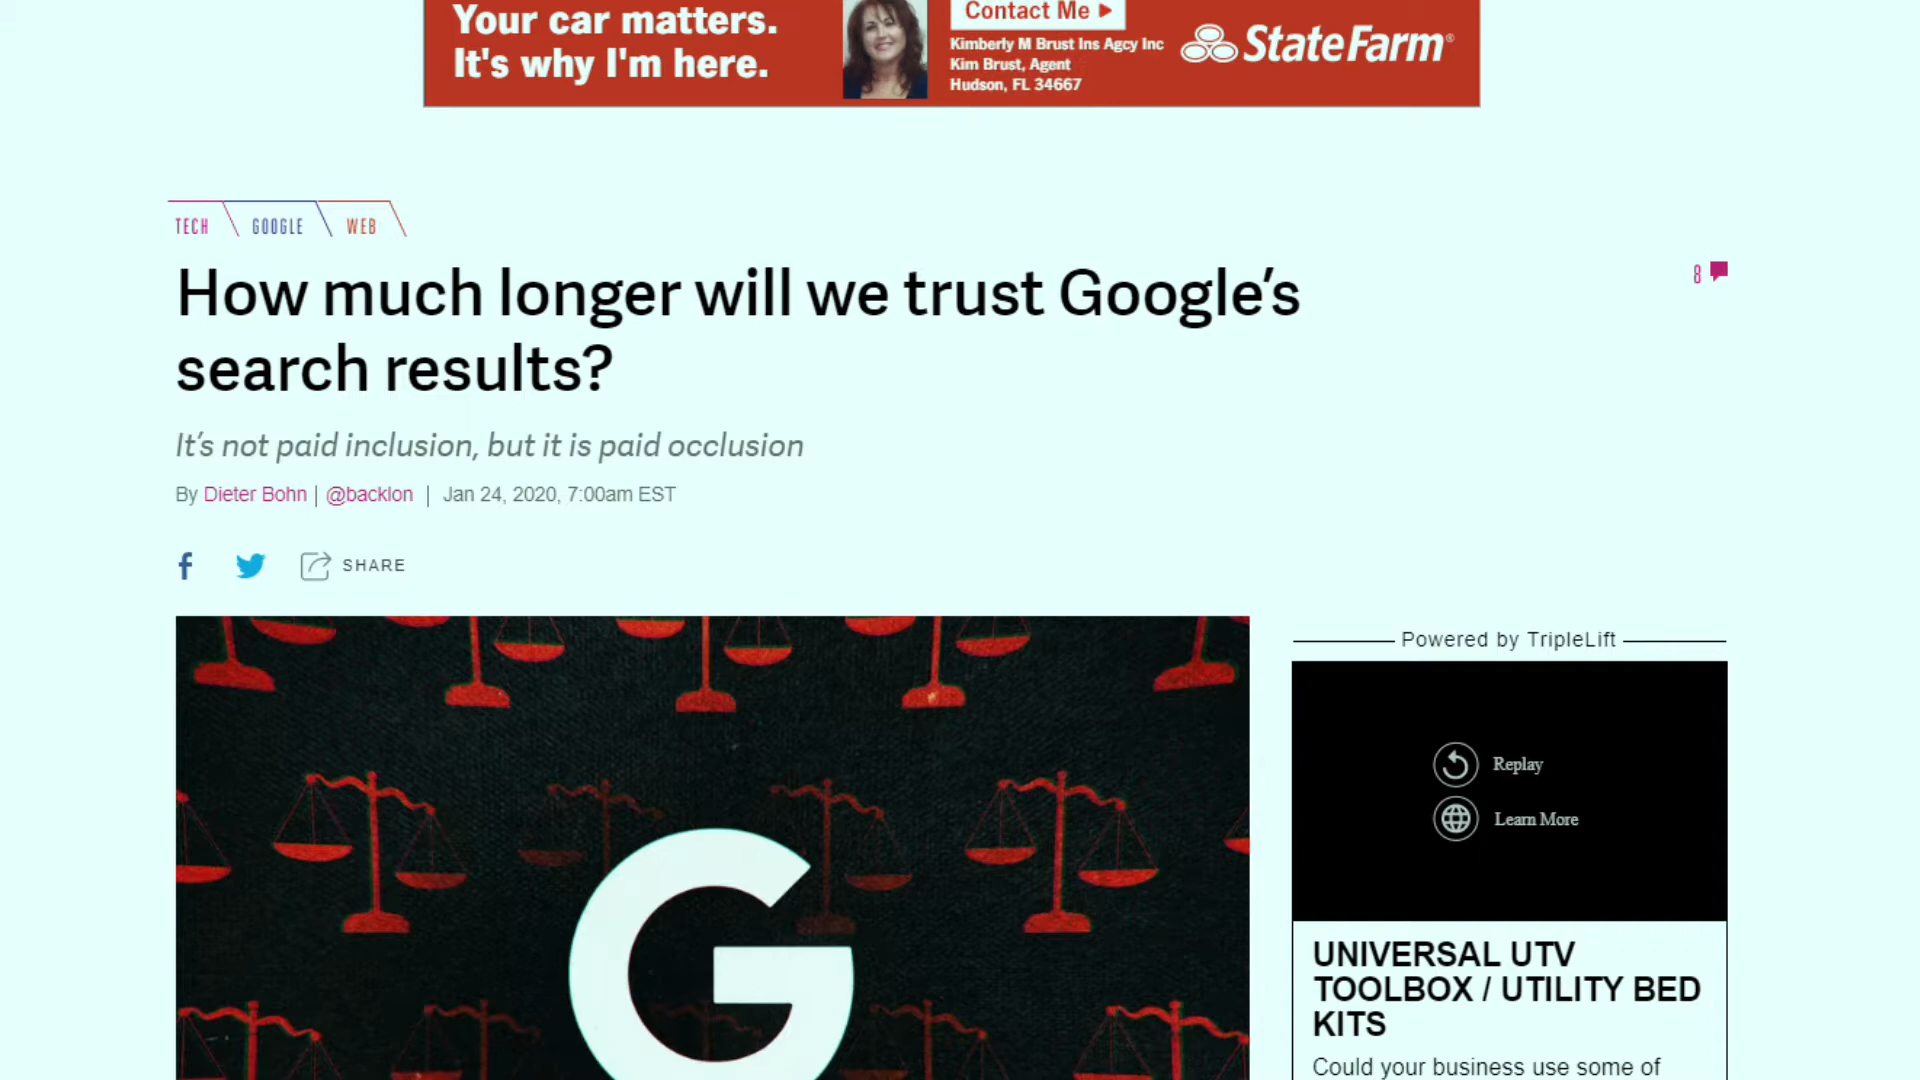 Your car matters.
It's why I'm here.
Contact Me
Kimberly M Brust Ins Agcy Inc
Kim Brust, Agent
Hudson, FL 34667
StateFarm®
TECH
GOOGLE
WEB
How much longer will we trust Google’s
search results?
8
It’s not paid inclusion, but it is paid occlusion
By Dieter Bohn | @backlon | Jan 24, 2020, 7:00am EST
f
SHARE
G
Powered by TripleLift
Replay
Learn More
UNIVERSAL UTV
TOOLBOX / UTILITY BED
KITS
Could your business use some of